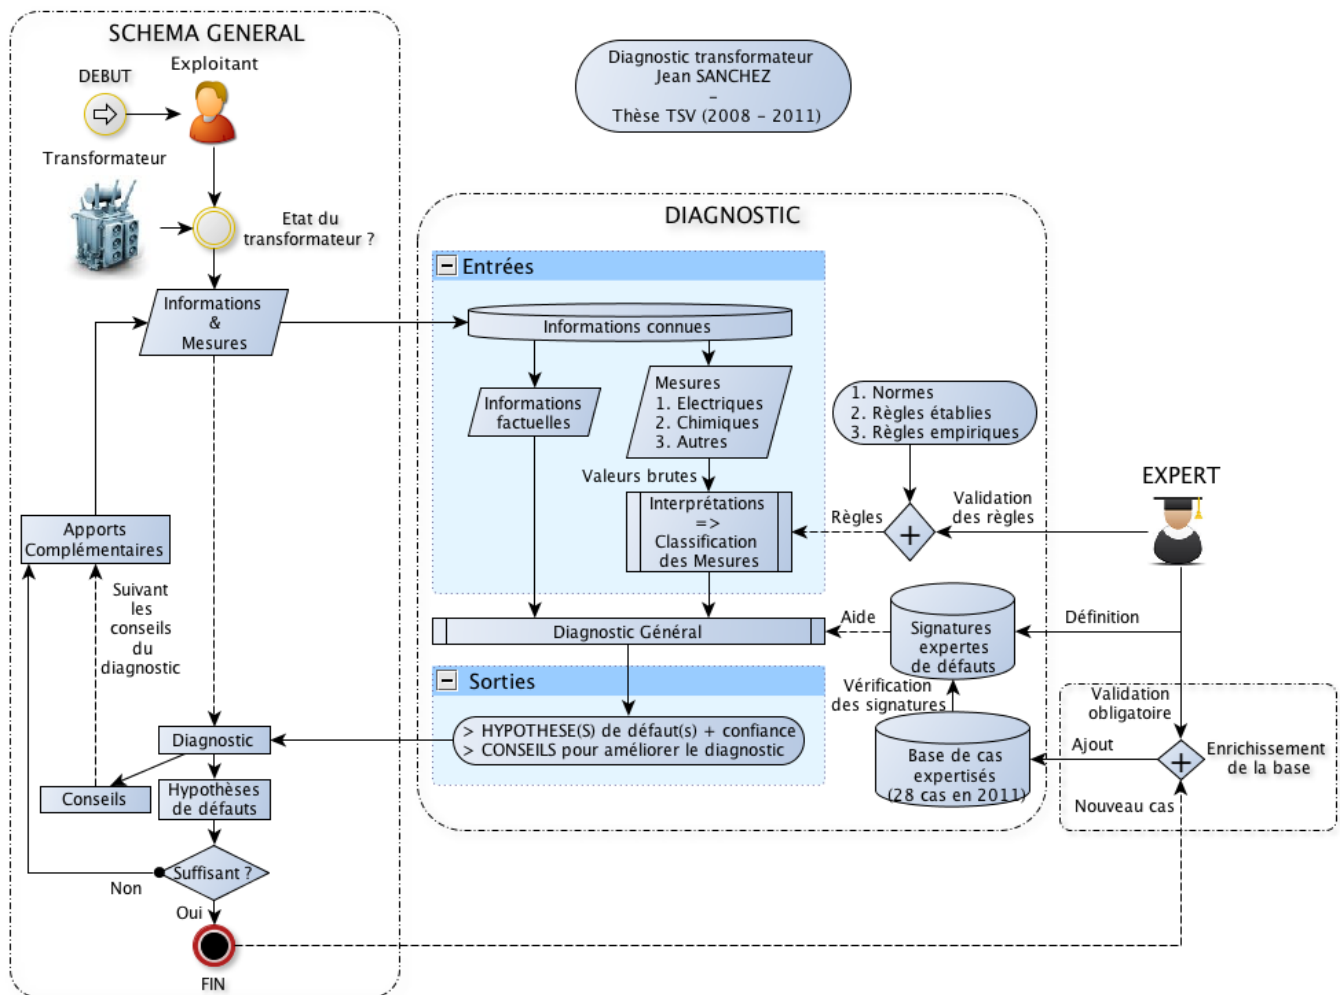 SCHEMA GENERAL
DEBUT
Exploitant
Transformateur
Etat du
transformateur ?
Informations
&
Mesures
Apports
Complémentaires
Suivant
les
conseils
du
diagnostic
Diagnostic
Conseils
Hypothèses
de défauts
Suffisant ?
Non
Oui
FIN
Diagnostic transformateur
Jean SANCHEZ
–
Thèse TSV (2008 – 2011)
DIAGNOSTIC
Entrées
Informations connues
Informations
factuelles
Mesures
1. Electriques
2. Chimiques
3. Autres
Valeurs brutes
Interprétations
=>
Classification
des Mesures
1. Normes
2. Règles établies
3. Règles empiriques
Règles
+
Validation
des règles
EXPERT
Diagnostic Général
Aide
Signatures
expertes
de défauts
Définition
Sorties
> HYPOTHESE(S) de défaut(s) + confiance
> CONSEILS pour améliorer le diagnostic
Vérification
des signatures
Base de cas
expertisés
(28 cas en 2011)
Validation
obligatoire
Ajout
+
Enrichissement
de la base
Nouveau cas